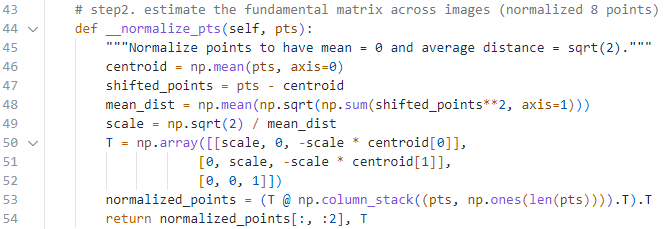 43 # step2. estimate the fundamental matrix across images (normalized 8 points)
44 def __normalize_pts(self, pts):
45 """Normalize points to have mean = 0 and average distance = sqrt(2)."""
46 centroid = np.mean(pts, axis=0)
47 shifted_points = pts - centroid
48 mean_dist = np.mean(np.sqrt(np.sum(shifted_points**2, axis=1)))
49 scale = np.sqrt(2) / mean_dist
50 T = np.array([[scale, 0, -scale * centroid[0]],
51 [0, scale, -scale * centroid[1]],
52 [0, 0, 1]])
53 normalized_points = (T @ np.column_stack((pts, np.ones(len(pts)))).T).T
54 return normalized_points[:, :2], T